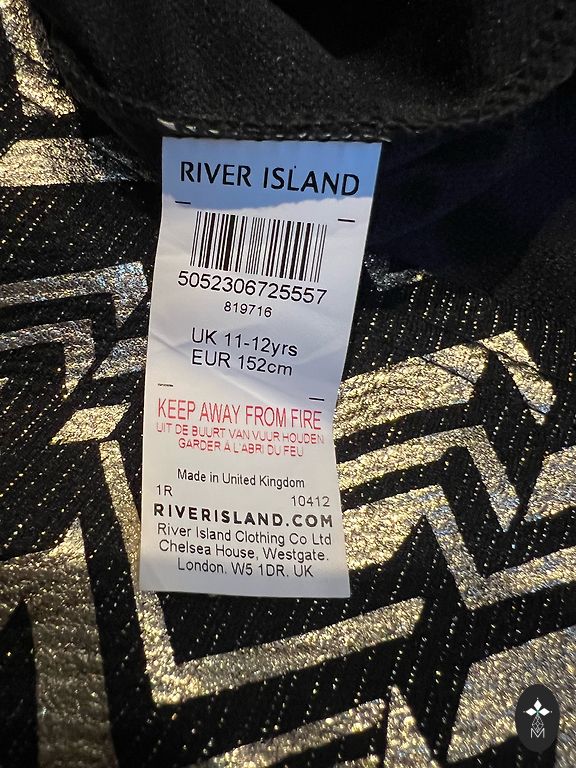 RIVER ISLAND
5052306725557
819716
UK 11-12yrs
EUR 152cm
KEEP AWAY FROM FIRE
UIT DE BUURT VAN VUUR HOUDEN
GARDER À L'ABRI DU FEU
Made in United Kingdom
1R 10412
RIVERISLAND.COM
River Island Clothing Co Ltd
Chelsea House, Westgate.
London. W5 1DR. UK
M